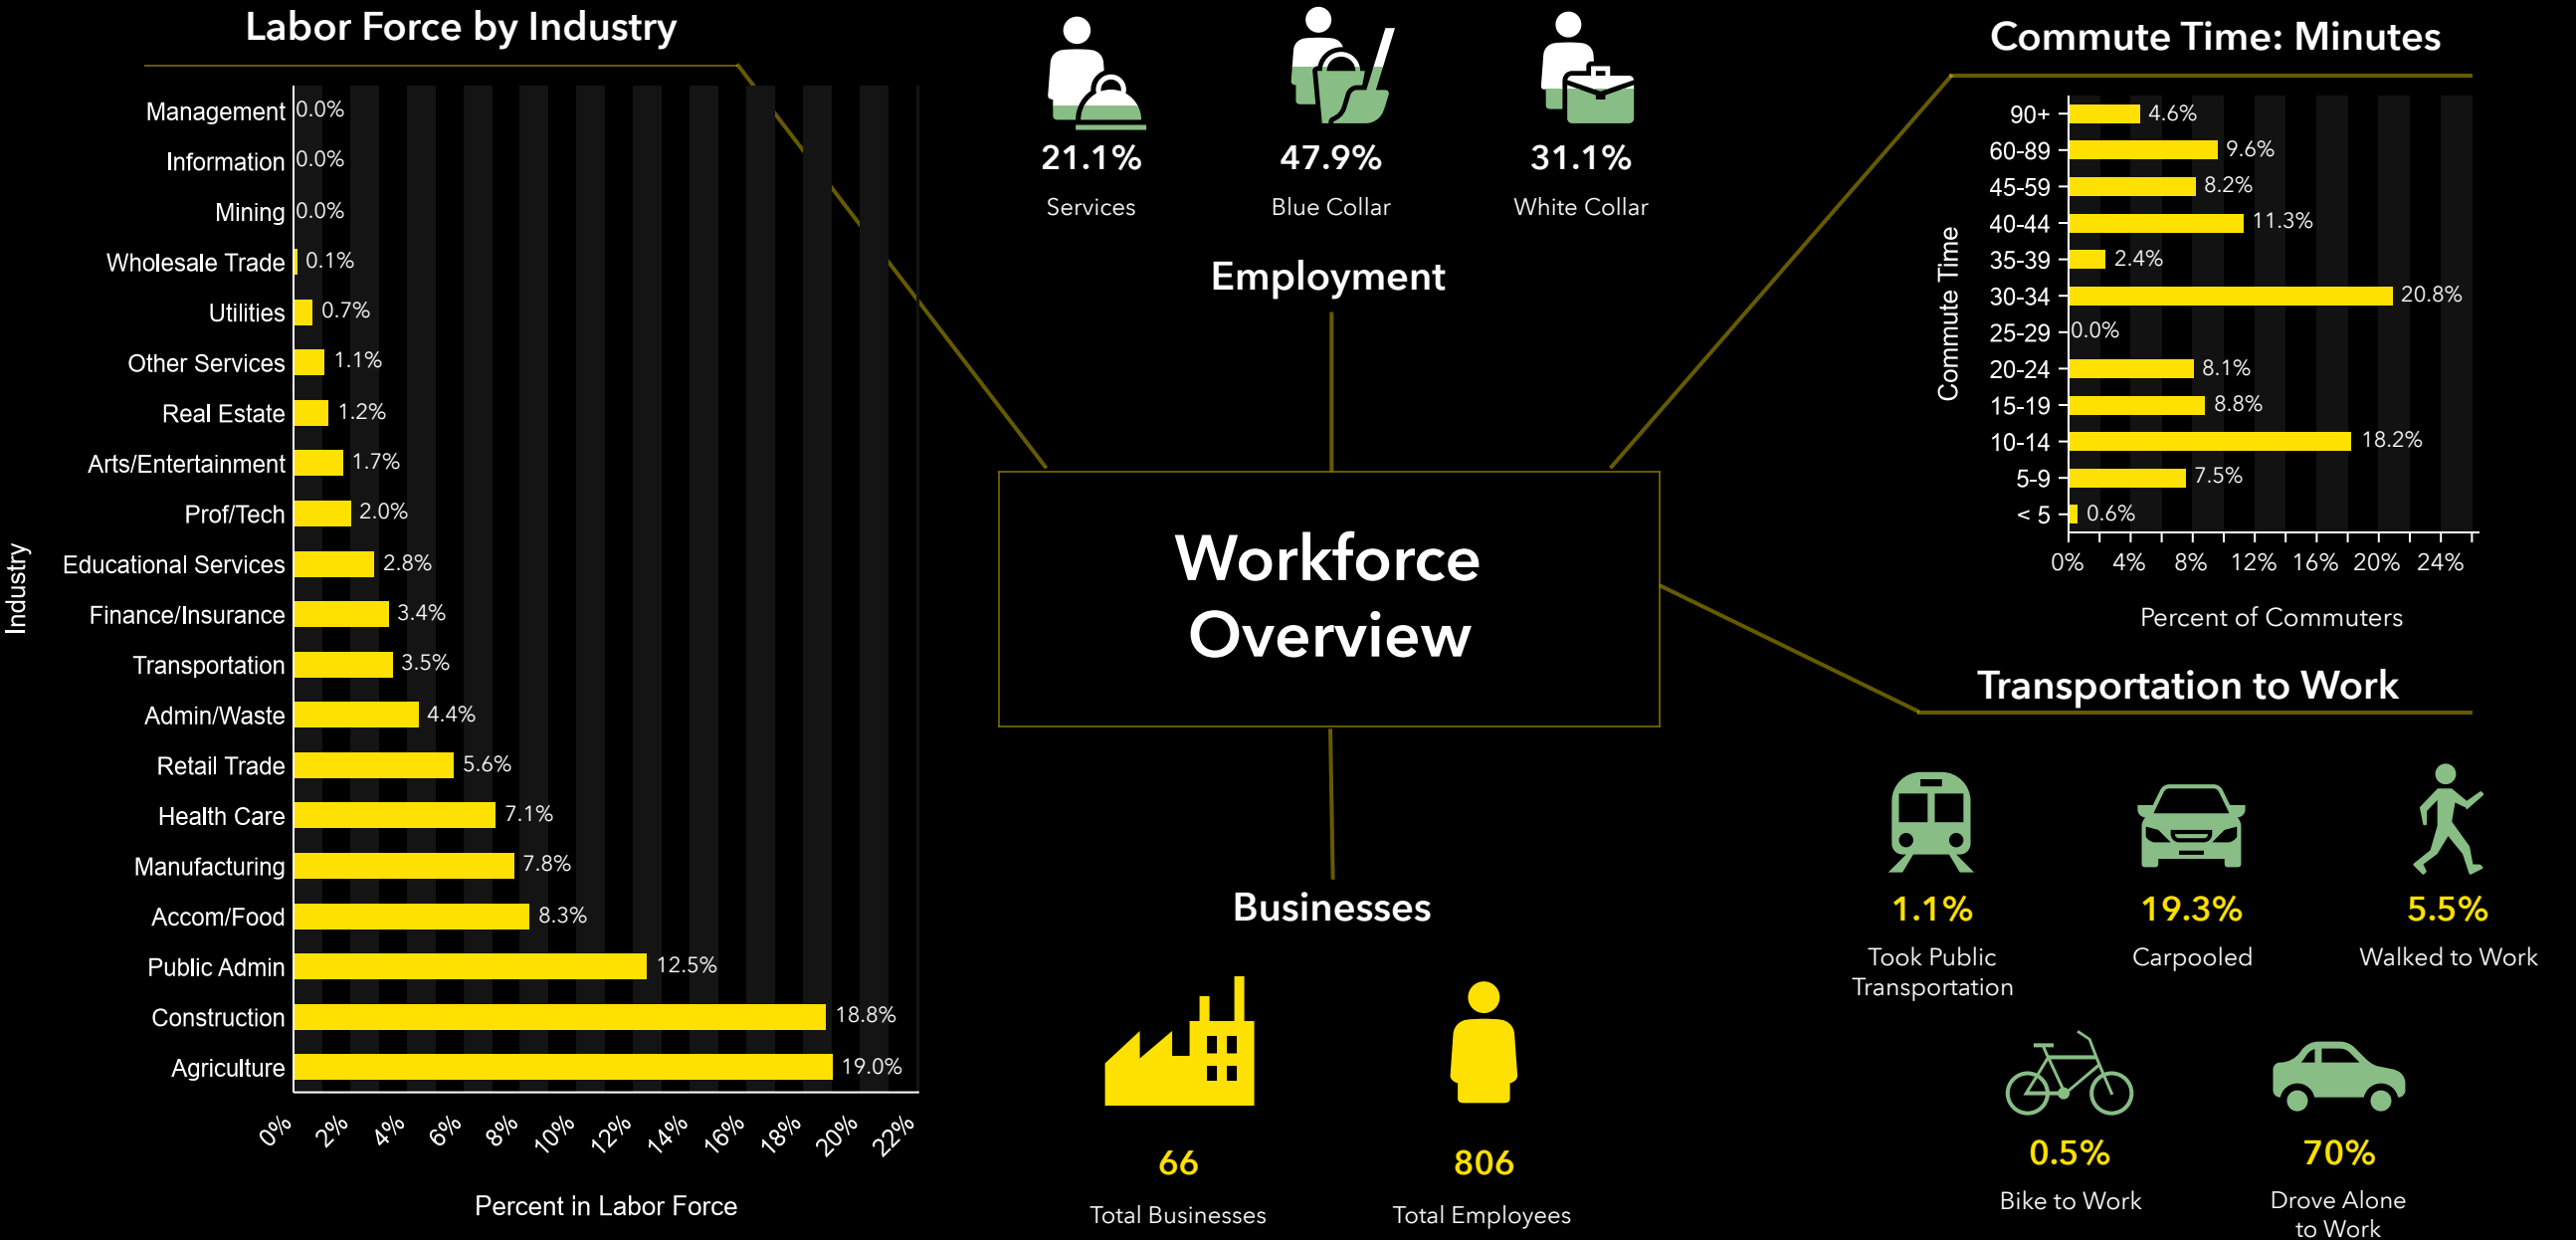 Labor Force by Industry
Industry
Management 0.0%
Information 0.0%
Mining 0.0%
Wholesale Trade 0.1%
Utilities 0.7%
Other Services 1.1%
Real Estate 1.2%
Arts/Entertainment 1.7%
Prof/Tech 2.0%
Educational Services 2.8%
Finance/Insurance 3.4%
Transportation 3.5%
Admin/Waste 4.4%
Retail Trade 5.6%
Health Care 7.1%
Manufacturing 7.8%
Accom/Food 8.3%
Public Admin 12.5%
Construction 18.8%
Agriculture 19.0%
0% 2% 4% 6% 8% 10% 12% 14% 16% 18% 20% 22%
Percent in Labor Force
21.1% 47.9% 31.1%
Services Blue Collar White Collar
Employment
Workforce
Overview
Businesses
66 806
Total Businesses Total Employees
Commute Time: Minutes
Commute Time
90+ 4.6%
60-89 9.6%
45-59 8.2%
40-44 11.3%
35-39 2.4%
30-34 20.8%
25-29 0.0%
20-24 8.1%
15-19 8.8%
10-14 18.2%
5-9 7.5%
< 5 0.6%
0% 4% 8% 12% 16% 20% 24%
Percent of Commuters
Transportation to Work
1.1% 19.3% 5.5%
Took Public Carpooled Walked to Work
Transportation
0.5% 70%
Bike to Work Drove Alone
to Work